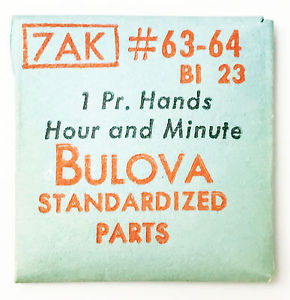 7AK #63-64
BI 23
1 Pr. Hands
Hour and Minute
BULOVA
STANDARDIZED
PARTS